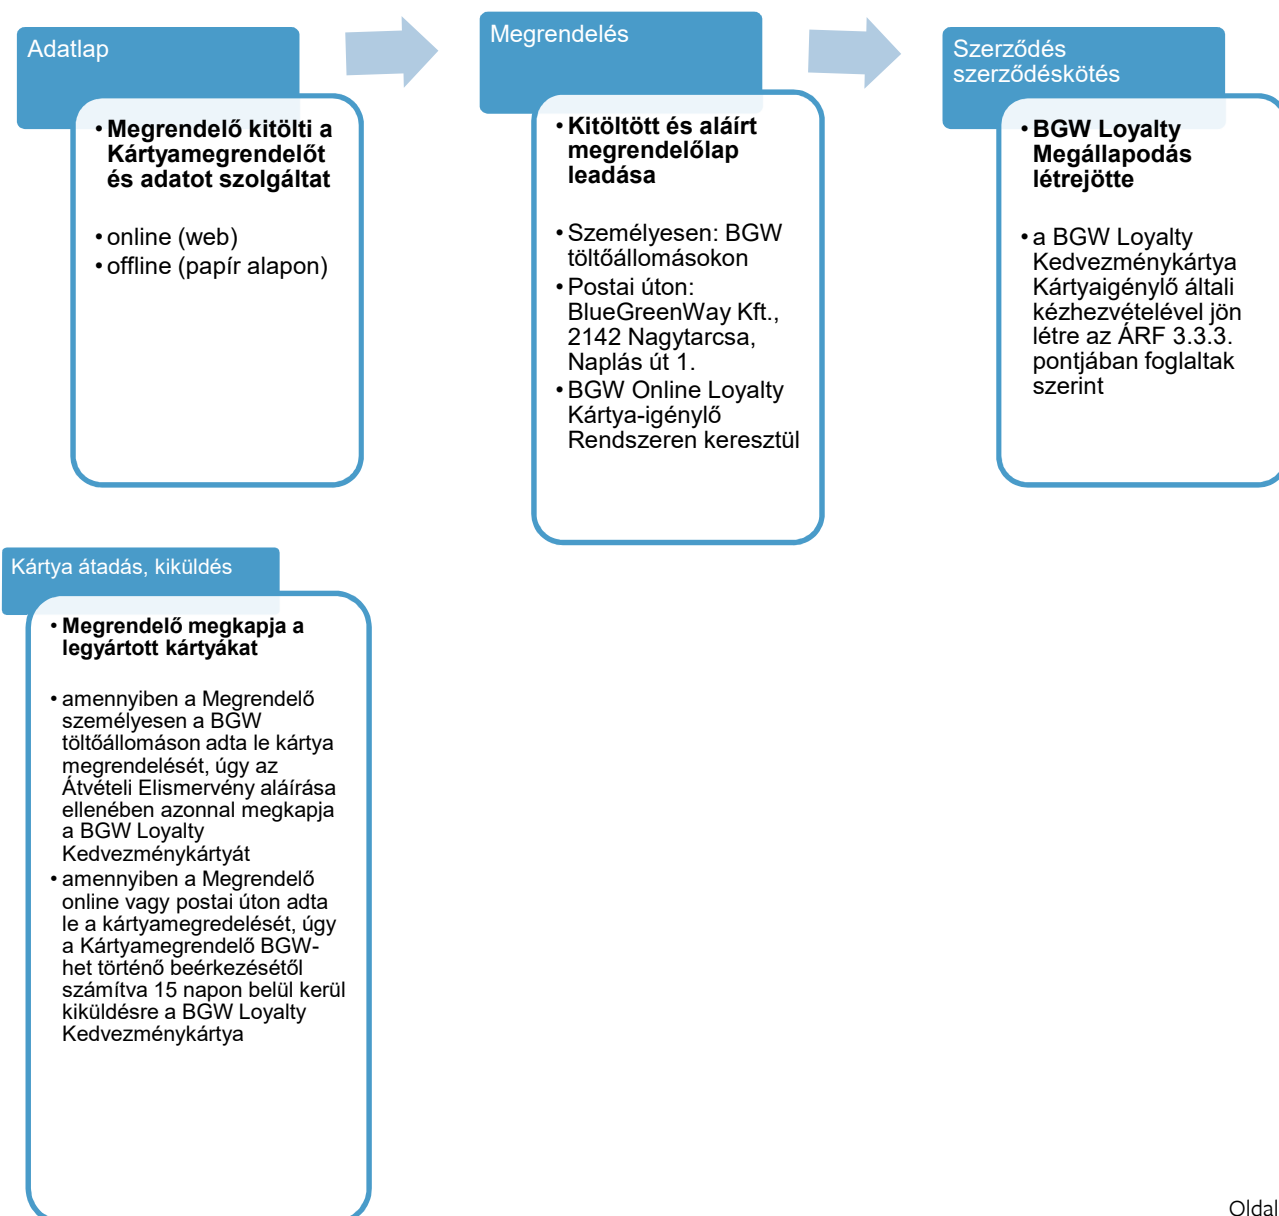 Adatlap
• Megrendelő kitölti a
Kártyamegrendelőt
és adatot szolgáltat
• online (web)
• offline (papír alapon)
Megrendelés
• Kitöltött és aláírt
megrendelőlap
leadása
• Személyesen: BGW
töltőállomásokon
• Postai úton:
BlueGreenWay Kft.,
2142 Nagytarcsa,
Naplás út 1.
• BGW Online Loyalty
Kártya-igénylő
Rendszeren keresztül
Szerződés
szerződéskötés
• BGW Loyalty
Megállapodás
létrejötte
• a BGW Loyalty
Kedvezménykártya
Kártyaigénylő általi
kézhezvételével jön
létre az ÁRF 3.3.3.
pontjában foglaltak
szerint
Kártya átadás, kiküldés
• Megrendelő megkapja a
legyártott kártyákat
• amennyiben a Megrendelő
személyesen a BGW
töltőállomáson adta le kártya
megrendelését, úgy az
Átvételi Elismervény aláírása
ellenében azonnal megkapja
a BGW Loyalty
Kedvezménykártyát
• amennyiben a Megrendelő
online vagy postai úton adta
le a kártyamegredelését, úgy
a Kártyamegrendelő BGW-
het történő beérkezésétől
számítva 15 napon belül kerül
kiküldésre a BGW Loyalty
Kedvezménykártya
Oldal